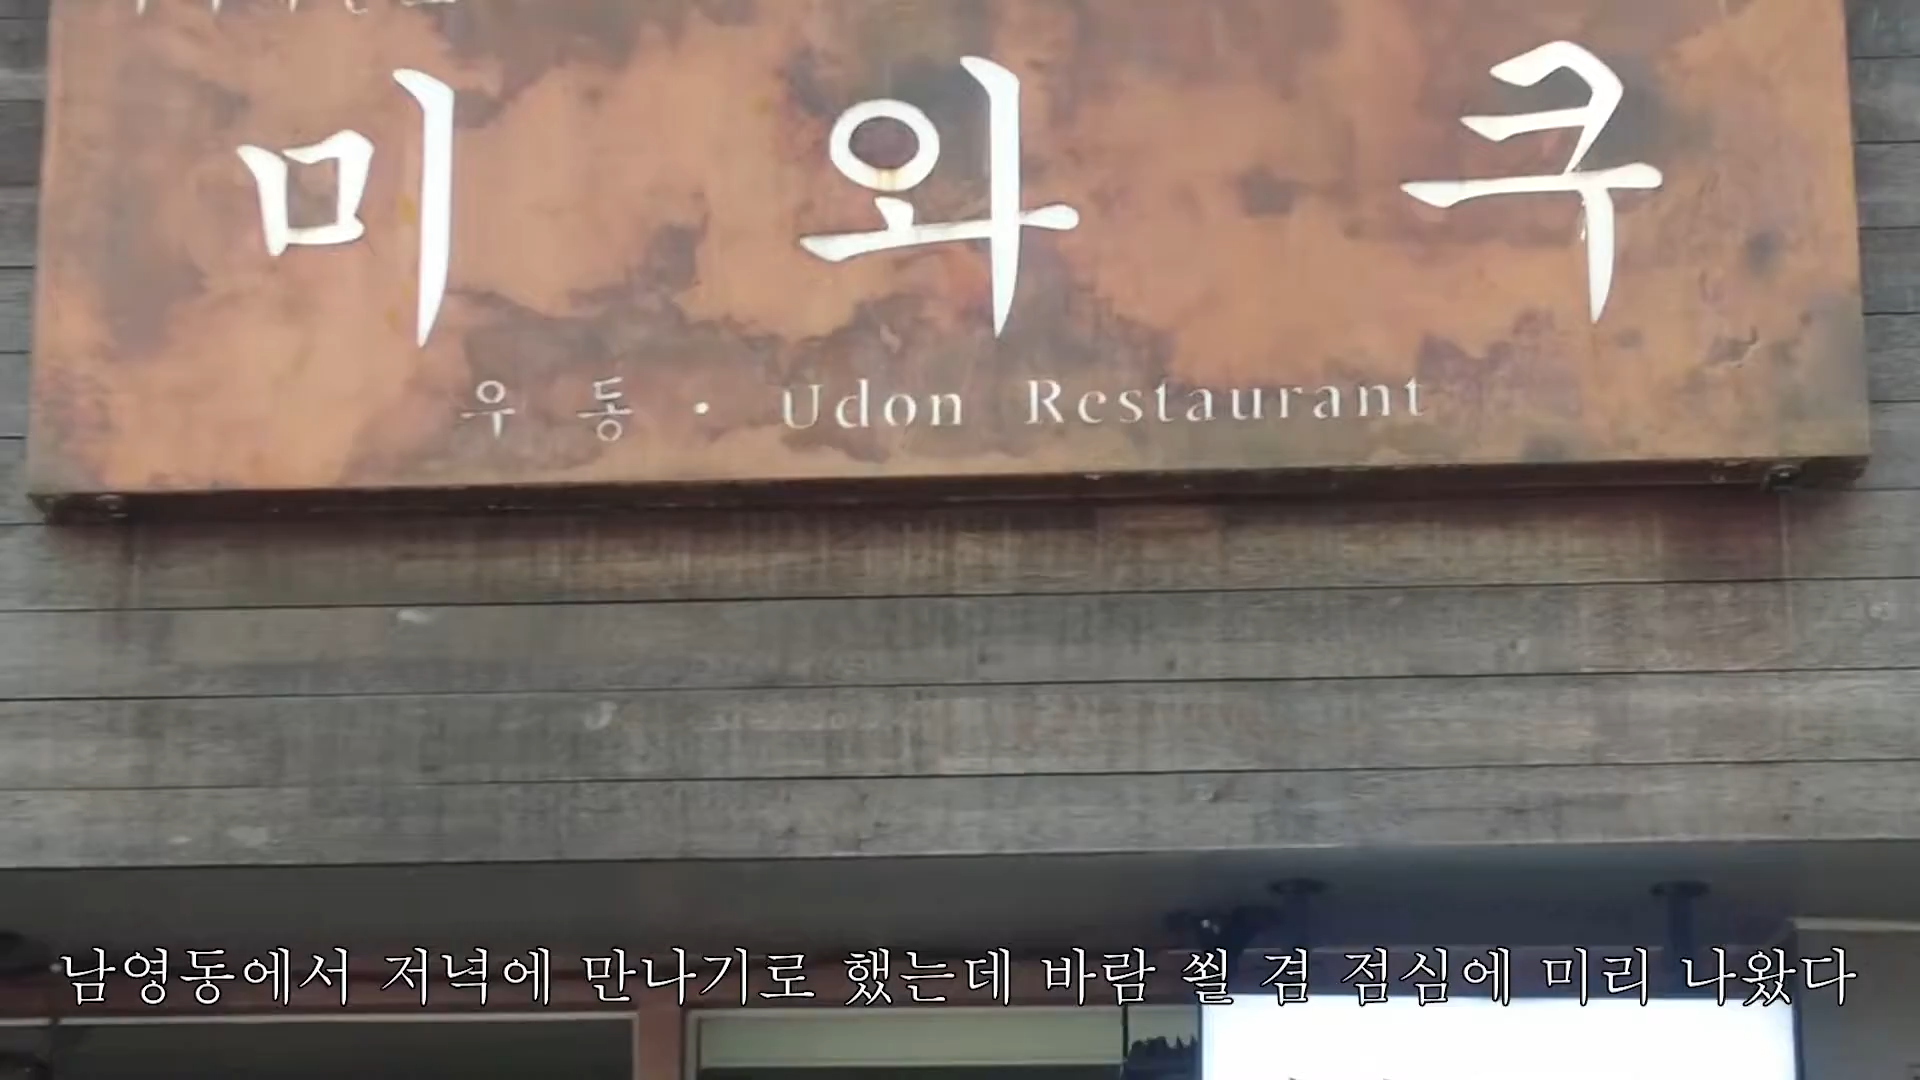 미와쿠
우동 · Udon Restaurant
남영동에서 저녁에 만나기로 했는데 바람 쐴 겸 점심에 미리 나왔다